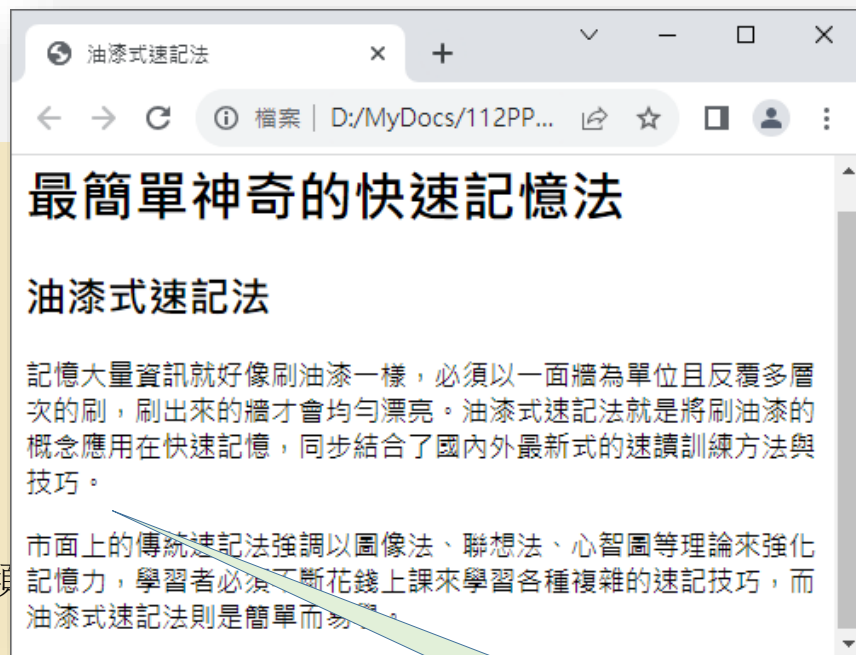 油漆式速記法
檔案 | D:/MyDocs/112PP...
最簡單神奇的快速記憶法
油漆式速記法
記憶大量資訊就好像刷油漆一樣，必須以一面牆為單位且反覆多層
次的刷，刷出來的牆才會均勻漂亮。油漆式速記法就是將刷油漆的
概念應用在快速記憶，同步結合了國內外最新式的速讀訓練方法與
技巧。
市面上的傳統速記法強調以圖像法、聯想法、心智圖等理論來強化
記憶力，學習者必須不斷花錢上課來學習各種複雜的速記技巧，而
油漆式速記法則是簡單而易學。